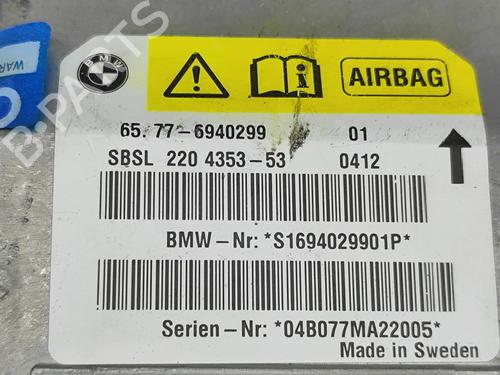 BMW
AIRBAG
65.77-6940299 01
SBSL 220 4353-53 0412
BMW-Nr: *S1694029901P*
Serien-Nr: *04B077MA22005*
Made in Sweden
B-PARTS